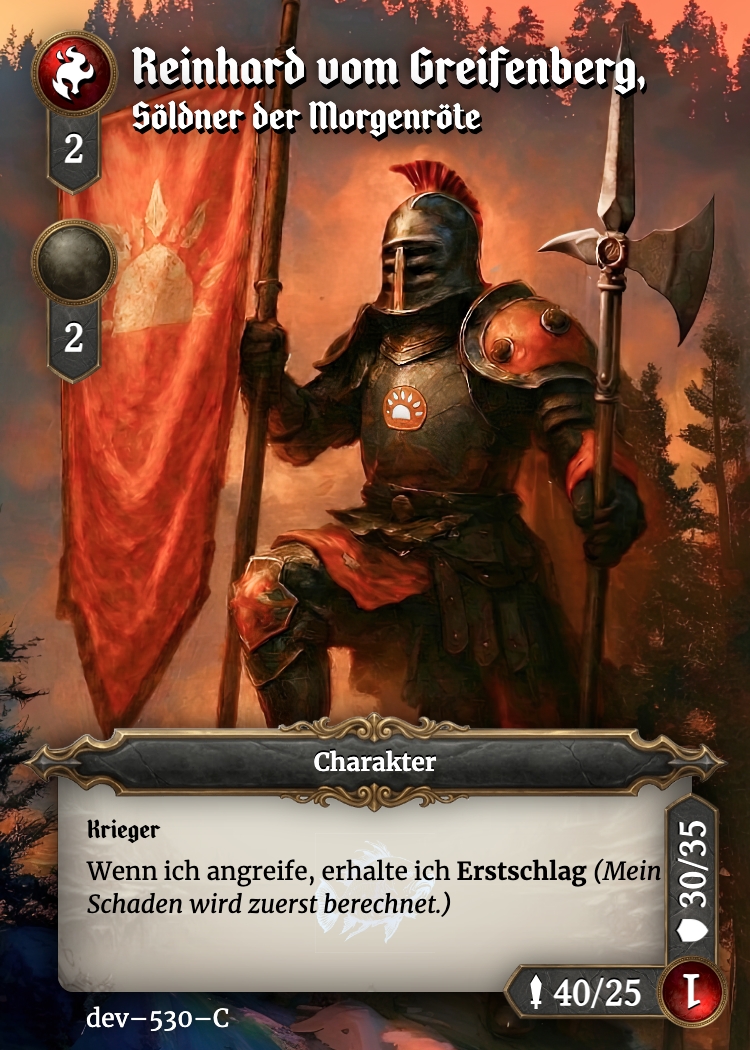 Reinhard vom Greifenberg,
Söldner der Morgenröte
2
2
Charakter
Krieger
Wenn ich angreife, erhalte ich Erstschlag (Mein
Schaden wird zuerst berechnet.)
30/35
40/25
1
dev–530–C